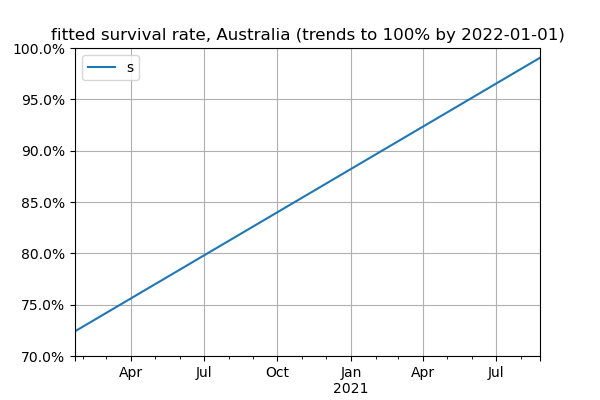 fitted survival rate, Australia (trends to 100% by 2022-01-01)
100.0%
s
95.0%
90.0%
85.0%
80.0%
75.0%
70.0%
Apr Jul Oct Jan Apr Jul
2021